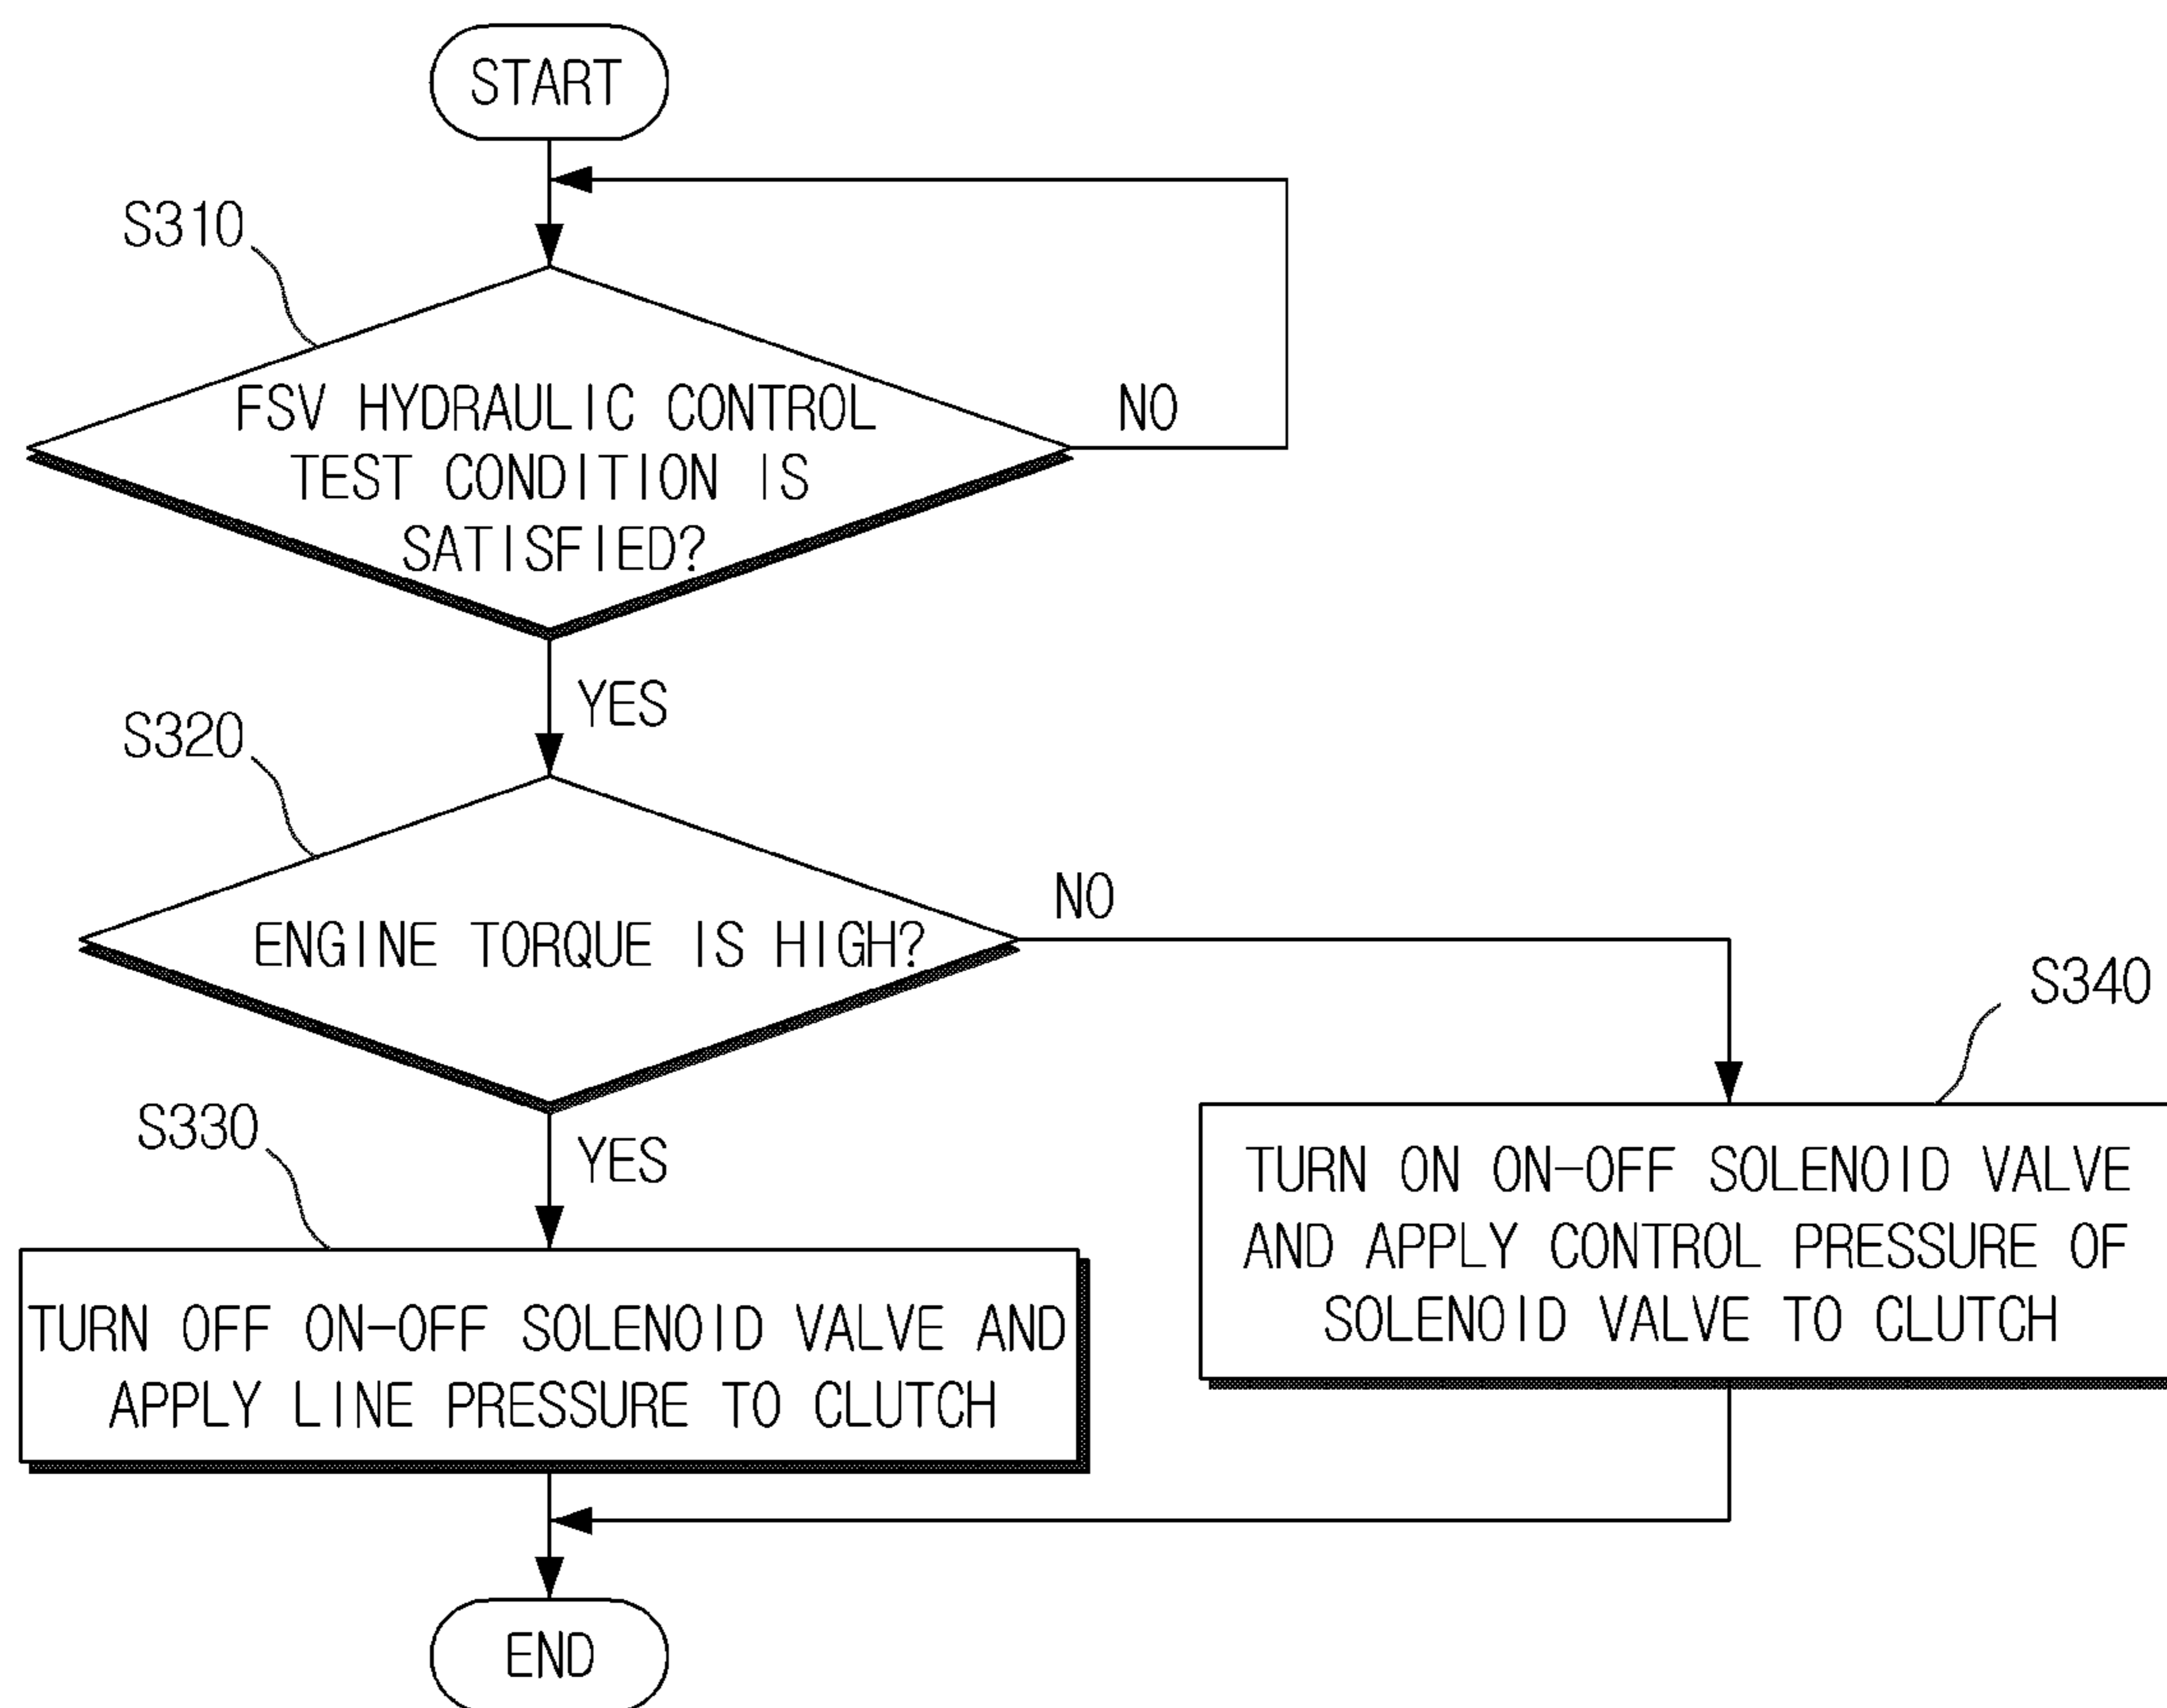 START
S310
FSV HYDRAULIC CONTROL
TEST CONDITION IS
SATISFIED?
NO
YES
S320
ENGINE TORQUE IS HIGH?
NO
S340
YES
S330
TURN ON ON-OFF SOLENOID VALVE
AND APPLY CONTROL PRESSURE OF
SOLENOID VALVE TO CLUTCH
TURN OFF ON-OFF SOLENOID VALVE AND
APPLY LINE PRESSURE TO CLUTCH
END